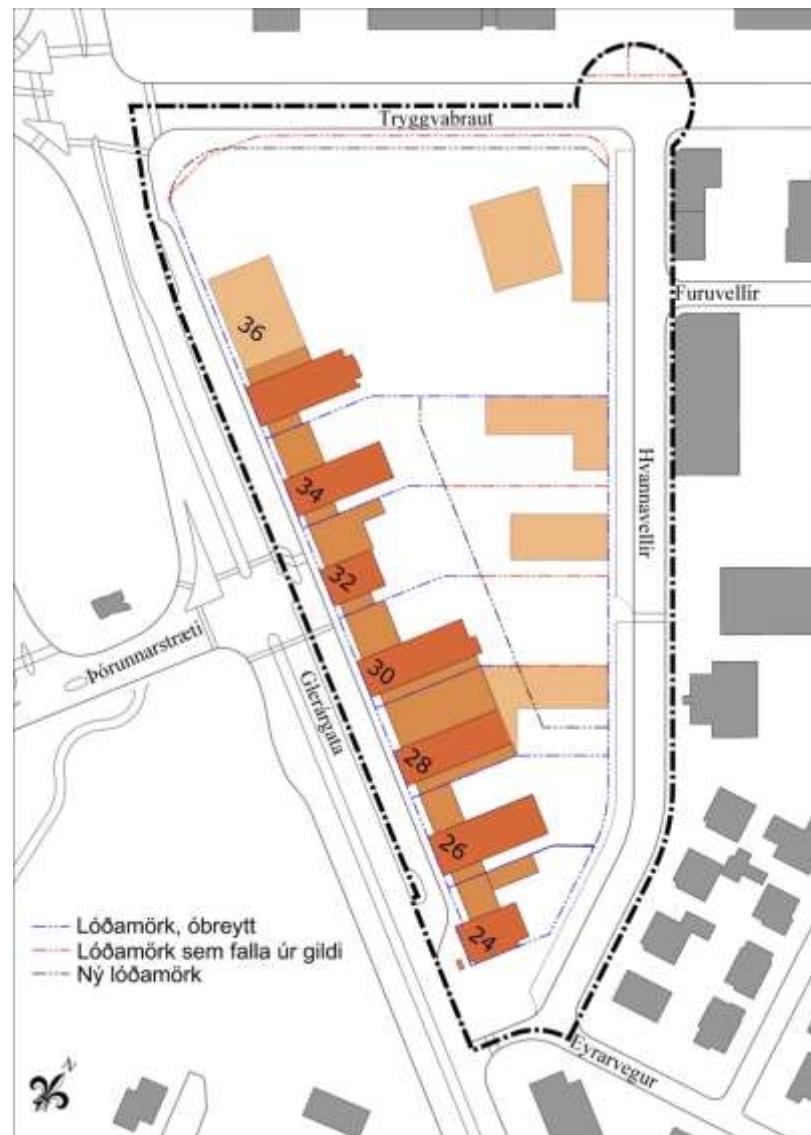 Tryggvabraut
Furuvellir
36
Hvannavellir
34
32
Þórunnarstræti
30
Glerárgata
28
26
24
Lóðamörk, óbreytt
Lóðamörk sem falla úr gildi
Ný lóðamörk
Eyrarvegur
N